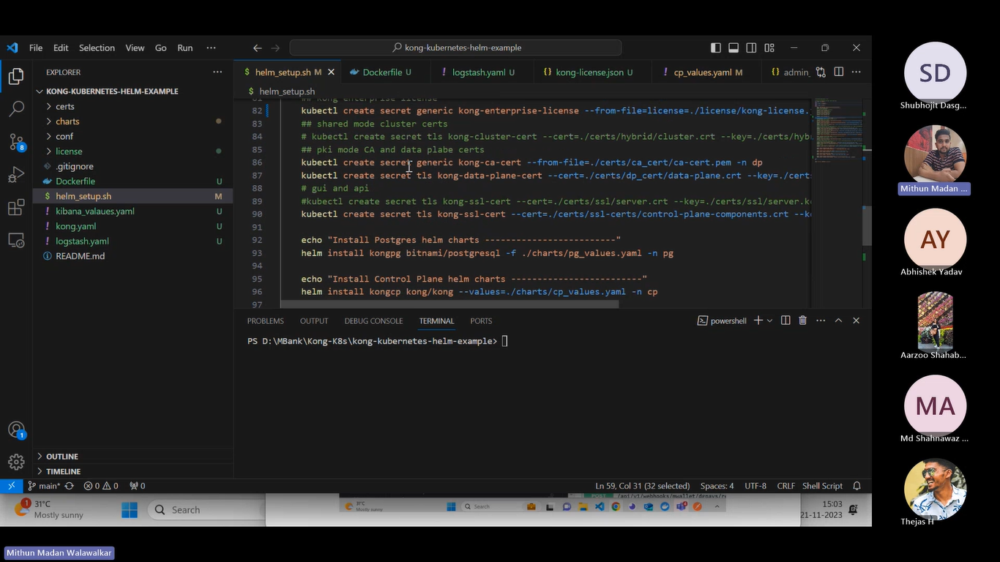 File Edit Selection View Go Run ···
kong-kubernetes-helm-example
EXPLORER ···
KONG-KUBERNETES-HELM-EXAMPLE
certs
charts
conf
license
.gitignore
Dockerfile U
helm_setup.sh M
kibana_valaues.yaml U
kong.yaml U
logstash.yaml U
README.md
OUTLINE
TIMELINE
8
1
helm_setup.sh M Dockerfile U logstash.yaml U kong-license.json U cp_values.yaml M admin_
helm_setup.sh
81 ## Kong enterprise license
82 kubectl create secret generic kong-enterprise-license --from-file=license=./license/kong-license.
83 ## shared mode cluster certs
84 # kubectl create secret tls kong-cluster-cert --cert=./certs/hybrid/cluster.crt --key=./certs/hyb
85 ## pki mode CA and data plabe certs
86 kubectl create secret generic kong-ca-cert --from-file=./certs/ca_cert/ca-cert.pem -n dp
87 kubectl create secret tls kong-data-plane-cert --cert=./certs/dp_cert/data-plane.crt --key=./certs
88 # gui and api
89 #kubectl create secret tls kong-ssl-cert --cert=./certs/ssl/server.crt --key=./certs/ssl/server.k
90 kubectl create secret tls kong-ssl-cert --cert=./certs/ssl-certs/control-plane-components.crt --k
91
92 echo "Install Postgres helm charts -------------------------"
93 helm install kongpg bitnami/postgresql -f ./charts/pg_values.yaml -n pg
94
95 echo "Install Control Plane helm charts -------------------------"
96 helm install kongcp kong/kong --values=./charts/cp_values.yaml -n cp
97
PROBLEMS OUTPUT DEBUG CONSOLE TERMINAL PORTS
powershell
PS D:\MBank\Kong-K8s\kong-kubernetes-helm-example>
main* 0 0 0
Ln 59, Col 31 (32 selected) Spaces: 4 UTF-8 CRLF Shell Script
1
31°C
Mostly sunny
Search
31°C
Mostly sunny
Search
15:03
21-11-2023
Mithun Madan Walawalkar
SD
Shubhojit Dasg...
Mithun Madan ...
AY
Abhishek Yadav
Aarzoo Shahab...
MA
Md Shahnawaz ...
Thejas H